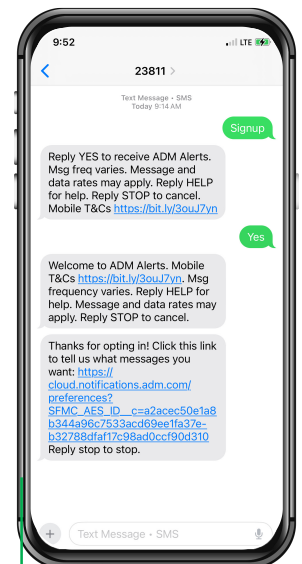 9:52
LTE
23811
Text Message • SMS
Today 9:14 AM
Signup
Reply YES to receive ADM Alerts.
Msg freq varies. Message and
data rates may apply. Reply HELP
for help. Reply STOP to cancel.
Mobile T&Cs https://bit.ly/3ouJ7yn
Yes
Welcome to ADM Alerts. Mobile
T&Cs https://bit.ly/3ouJ7yn. Msg
frequency varies. Reply HELP for
help. Message and data rates may
apply. Reply STOP to cancel.
Thanks for opting in! Click this link
to tell us what messages you
want: https://
cloud.notifications.adm.com/
preferences?
SFMC_AES_ID__c=a2acec50e1a8
b344a96c7533acd69ee1fa37e-
b32788dfaf17c98ad0ccf90d310
Reply stop to stop.
Text Message • SMS